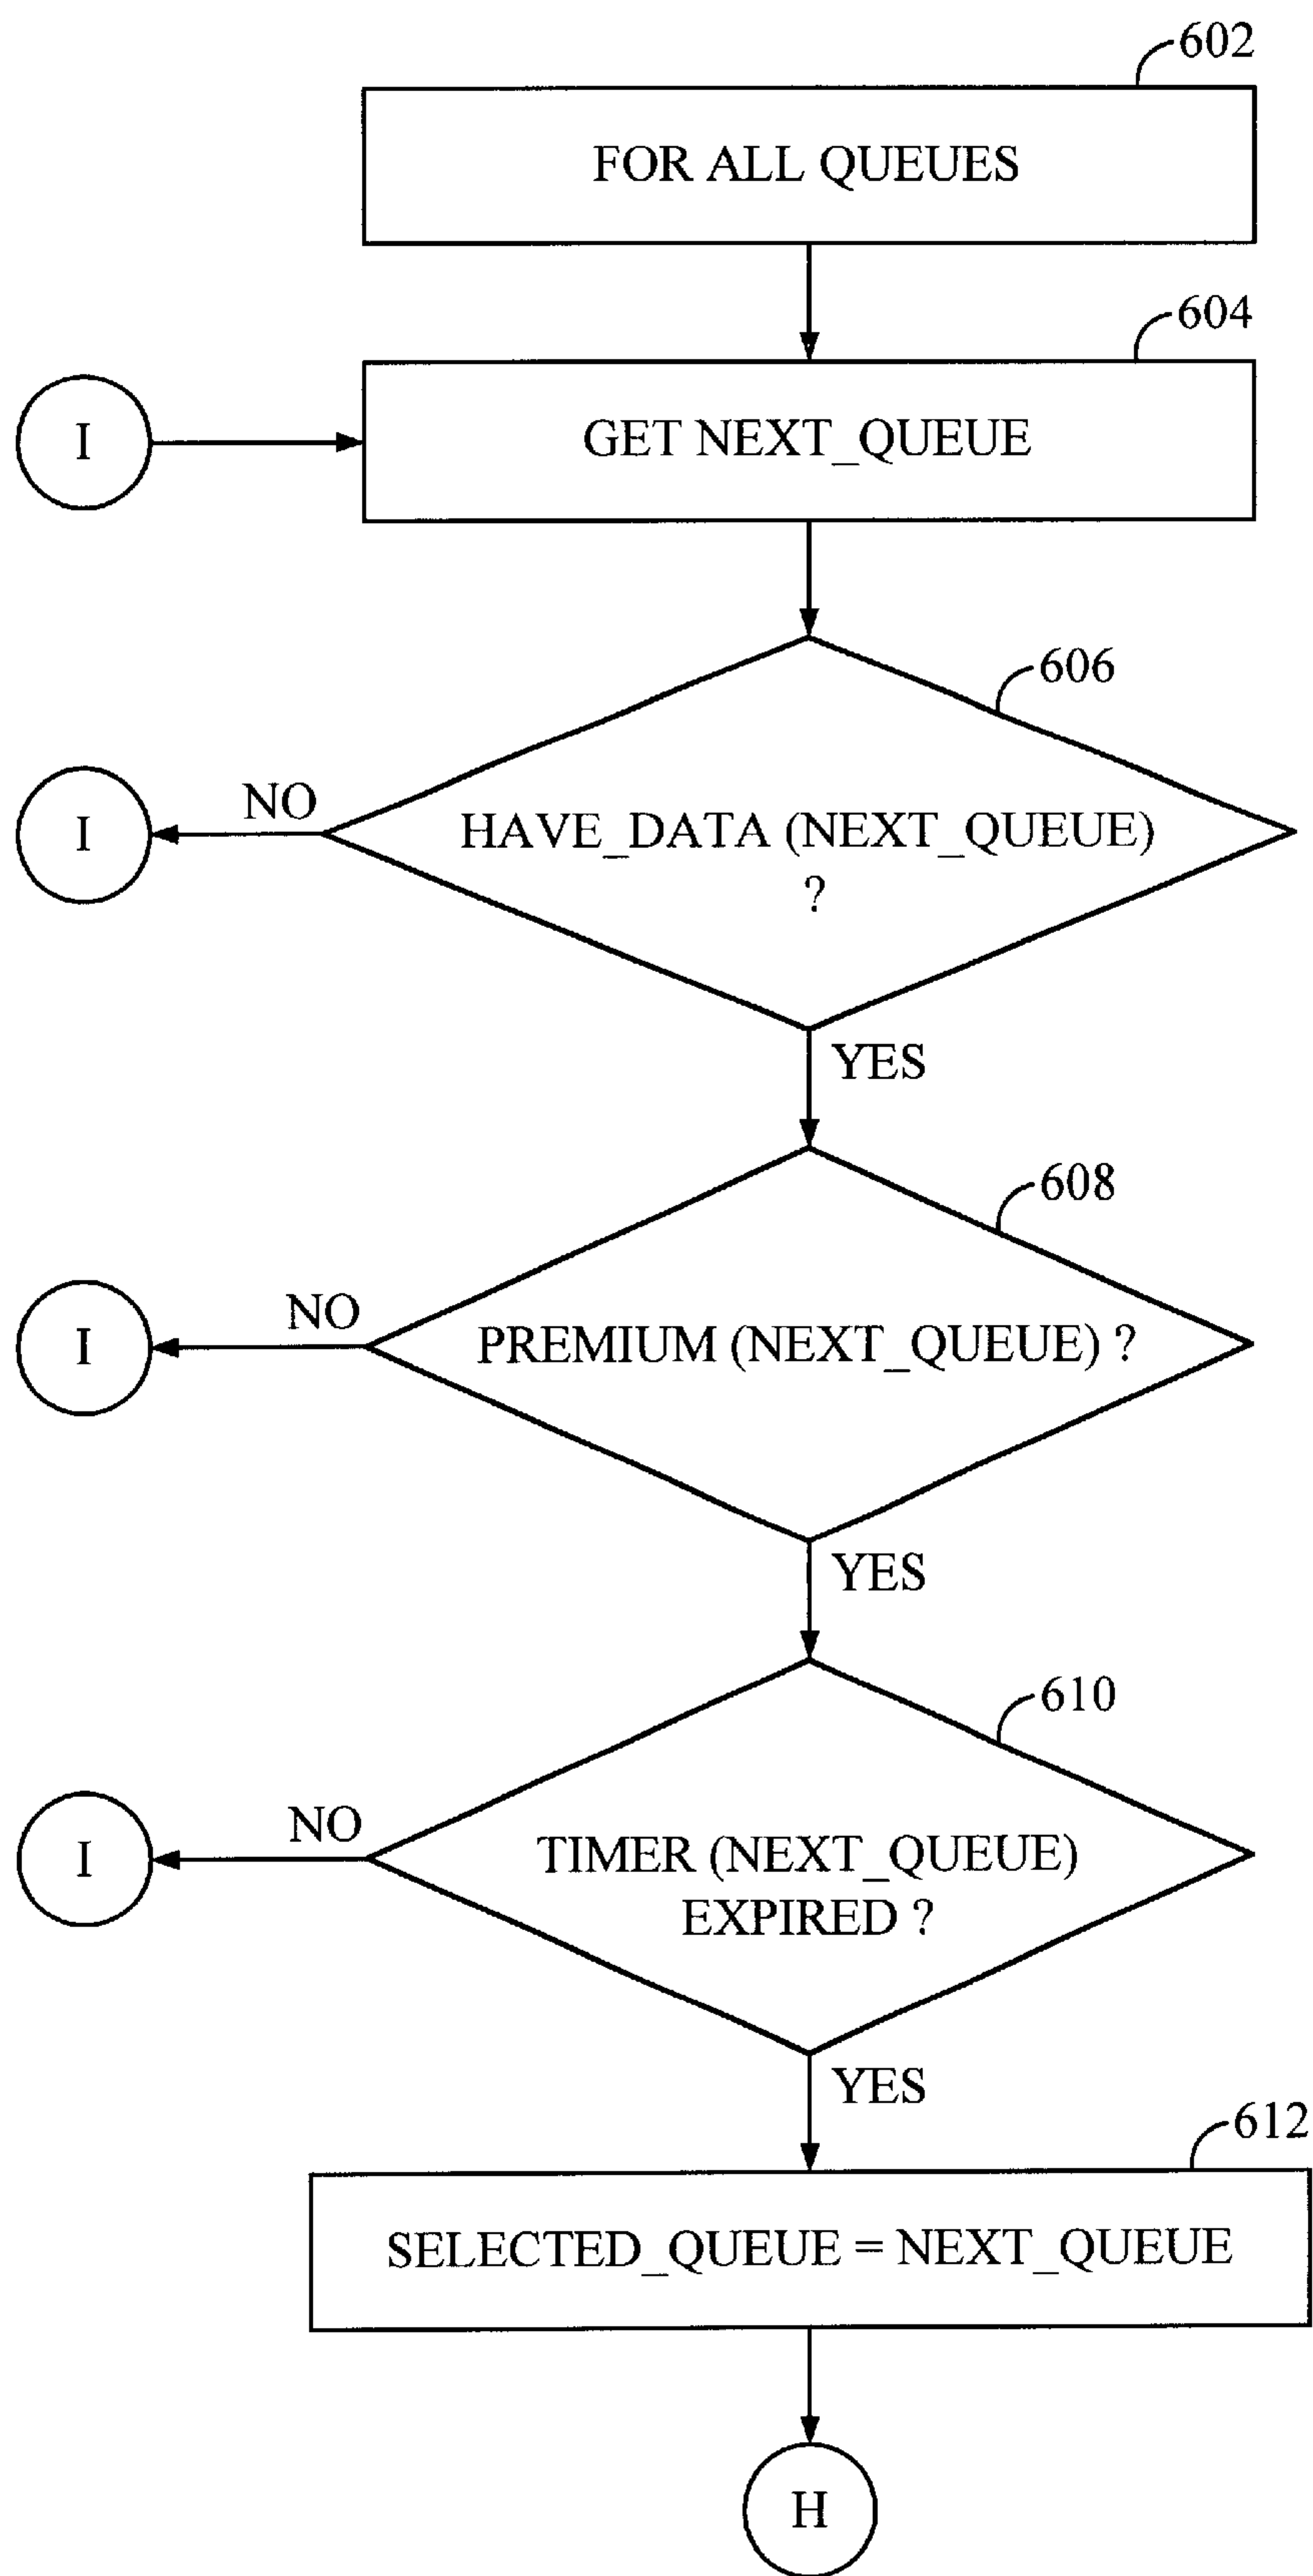 602
FOR ALL QUEUES
604
I
GET NEXT_QUEUE
606
I
NO
HAVE_DATA (NEXT_QUEUE)
?
YES
608
I
NO
PREMIUM (NEXT_QUEUE) ?
YES
610
I
NO
TIMER (NEXT_QUEUE)
EXPIRED ?
YES
612
SELECTED_QUEUE = NEXT_QUEUE
H